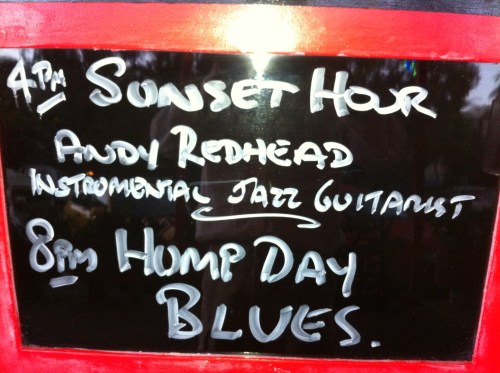 4PM SUNSET HOUR
ANDY REDHEAD
INSTRUMENTAL JAZZ GUITARIST
8PM HUMP DAY
BLUES.